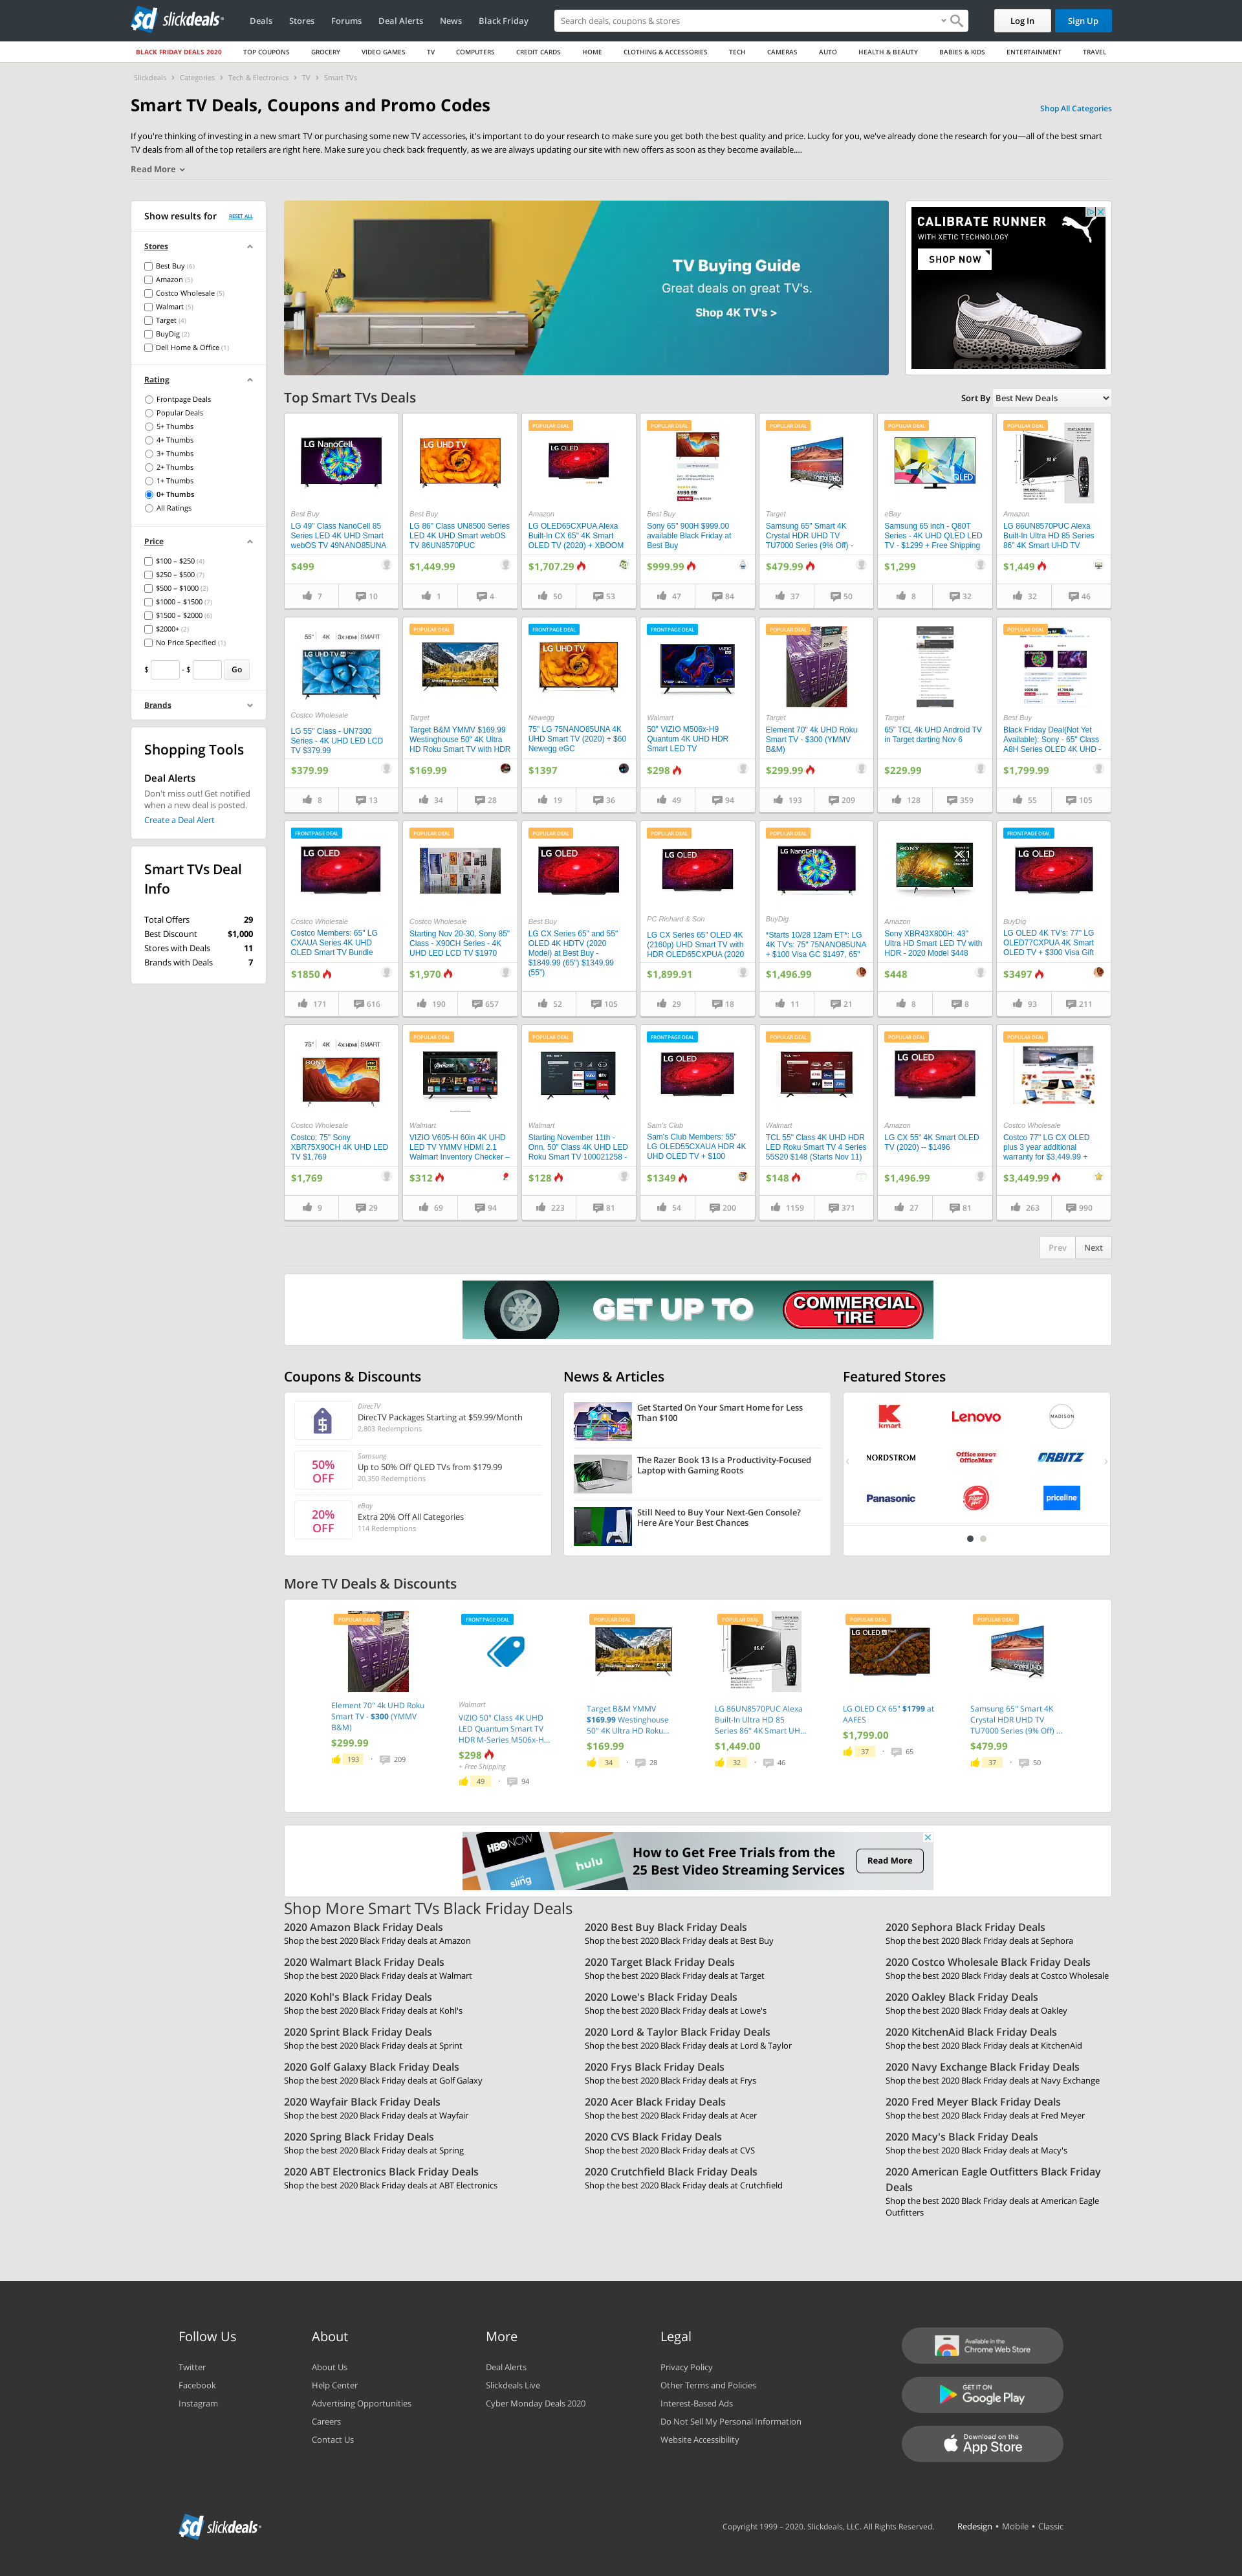 slickdeals
Deals
Stores
Forums
Deal Alerts
News
Black Friday
Search deals, coupons & stores
Log In
Sign Up
BLACK FRIDAY DEALS 2020
TOP COUPONS
GROCERY
VIDEO GAMES
TV
COMPUTERS
CREDIT CARDS
HOME
CLOTHING & ACCESSORIES
TECH
CAMERAS
AUTO
HEALTH & BEAUTY
BABIES & KIDS
ENTERTAINMENT
TRAVEL
Slickdeals > Categories > Tech & Electronics > TV > Smart TVs
Smart TV Deals, Coupons and Promo Codes
Shop All Categories
If you're thinking of investing in a new smart TV or purchasing some new TV accessories, it's important to do your research to make sure you get both the best quality and price. Lucky for you, we've already done the research for you—all of the best smart
TV deals from all of the top retailers are right here. Make sure you check back frequently, as we are always updating our site with new offers as soon as they become available....
Read More
Show results for
RESET ALL
Stores
Best Buy (6)
Amazon (5)
Costco Wholesale (5)
Walmart (5)
Target (4)
BuyDig (2)
Dell Home & Office (1)
Rating
Frontpage Deals
Popular Deals
5+ Thumbs
4+ Thumbs
3+ Thumbs
2+ Thumbs
1+ Thumbs
0+ Thumbs
All Ratings
Price
$100 – $250 (4)
$250 – $500 (7)
$500 – $1000 (2)
$1000 – $1500 (7)
$1500 – $2000 (6)
$2000+ (2)
No Price Specified (1)
$ - $ Go
Brands
Shopping Tools
Deal Alerts
Don't miss out! Get notified
when a new deal is posted.
Create a Deal Alert
Smart TVs Deal
Info
Total Offers 29
Best Discount $1,000
Stores with Deals 11
Brands with Deals 7
TV Buying Guide
Great deals on great TV's.
Shop 4K TV's >
CALIBRATE RUNNER
WITH XETIC TECHNOLOGY
SHOP NOW
Top Smart TVs Deals
Sort By Best New Deals
LG NanoCell
Best Buy
LG 49" Class NanoCell 85
Series LED 4K UHD Smart
webOS TV 49NANO85UNA
$499
7 10
LG UHD TV
Best Buy
LG 86" Class UN8500 Series
LED 4K UHD Smart webOS
TV 86UN8570PUC
$1,449.99
1 4
POPULAR DEAL
LG OLED
Amazon
LG OLED65CXPUA Alexa
Built-In CX 65" 4K Smart
OLED TV (2020) + XBOOM
$1,707.29
50 53
POPULAR DEAL
$999.99
Best Buy
Sony 65" 900H $999.00
available Black Friday at
Best Buy
$999.99
47 84
POPULAR DEAL
Target
Samsung 65" Smart 4K
Crystal HDR UHD TV
TU7000 Series (9% Off) -
$479.99
37 50
POPULAR DEAL
QLED
eBay
Samsung 65 inch - Q80T
Series - 4K UHD QLED LED
TV - $1299 + Free Shipping
$1,299
8 32
POPULAR DEAL
85.6"
Amazon
LG 86UN8570PUC Alexa
Built-In Ultra HD 85 Series
86" 4K Smart UHD TV
$1,449
32 46
55" 4K 3x HDMI SMART
LG UHD TV
Costco Wholesale
LG 55" Class - UN7300
Series - 4K UHD LED LCD
TV $379.99
$379.99
8 13
POPULAR DEAL
Target
Target B&M YMMV $169.99
Westinghouse 50" 4K Ultra
HD Roku Smart TV with HDR
$169.99
34 28
FRONTPAGE DEAL
LG UHD TV
Newegg
75" LG 75NANO85UNA 4K
UHD Smart TV (2020) + $60
Newegg eGC
$1397
19 36
FRONTPAGE DEAL
Walmart
50" VIZIO M506x-H9
Quantum 4K UHD HDR
Smart LED TV
$298
49 94
POPULAR DEAL
Target
Element 70" 4k UHD Roku
Smart TV - $300 (YMMV
B&M)
$299.99
193 209
Target
65" TCL 4k UHD Android TV
in Target darting Nov 6
$229.99
128 359
POPULAR DEAL
Best Buy
Black Friday Deal(Not Yet
Available): Sony - 65" Class
A8H Series OLED 4K UHD -
$1,799.99
55 105
FRONTPAGE DEAL
LG OLED
Costco Wholesale
Costco Members: 65" LG
CXAUA Series 4K UHD
OLED Smart TV Bundle
$1850
171 616
POPULAR DEAL
Costco Wholesale
Starting Nov 20-30, Sony 85"
Class - X90CH Series - 4K
UHD LED LCD TV $1970
$1,970
190 657
POPULAR DEAL
LG OLED
Best Buy
LG CX Series 65" and 55"
OLED 4K HDTV (2020
Model) at Best Buy -
$1849.99 (65") $1349.99
(55")
52 105
POPULAR DEAL
LG OLED
PC Richard & Son
LG CX Series 65" OLED 4K
(2160p) UHD Smart TV with
HDR OLED65CXPUA (2020
$1,899.91
29 18
POPULAR DEAL
LG NanoCell
BuyDig
*Starts 10/28 12am ET*: LG
4K TV's: 75" 75NANO85UNA
+ $100 Visa GC $1497, 65"
$1,496.99
11 21
SONY
X1
Amazon
Sony XBR43X800H: 43"
Ultra HD Smart LED TV with
HDR - 2020 Model $448
$448
8 8
FRONTPAGE DEAL
LG OLED
BuyDig
LG OLED 4K TV's: 77" LG
OLED77CXPUA 4K Smart
OLED TV + $300 Visa Gift
$3497
93 211
75" 4K 4x HDMI SMART
SONY
Costco Wholesale
Costco: 75" Sony
XBR75X90CH 4K UHD LED
TV $1,769
$1,769
9 29
POPULAR DEAL
Walmart
VIZIO V605-H 60in 4K UHD
LED TV YMMV HDMI 2.1
Walmart Inventory Checker –
$312
69 94
POPULAR DEAL
Walmart
Starting November 11th -
Onn. 50" Class 4K UHD LED
Roku Smart TV 100021258 -
$128
223 81
FRONTPAGE DEAL
LG OLED
Sam's Club
Sam's Club Members: 55"
LG OLED55CXAUA HDR 4K
UHD OLED TV + $100
$1349
54 200
POPULAR DEAL
Walmart
TCL 55" Class 4K UHD HDR
LED Roku Smart TV 4 Series
55S20 $148 (Starts Nov 11)
$148
1159 371
POPULAR DEAL
LG OLED
Amazon
LG CX 55" 4K Smart OLED
TV (2020) -- $1496
$1,496.99
27 81
POPULAR DEAL
Costco Wholesale
Costco 77" LG CX OLED
plus 3 year additional
warranty for $3,449.99 +
$3,449.99
263 990
Prev Next
GET UP TO COMMERCIAL TIRE
Coupons & Discounts
DirecTV
DirecTV Packages Starting at $59.99/Month
2,803 Redemptions
50% OFF
Samsung
Up to 50% Off QLED TVs from $179.99
20,350 Redemptions
20% OFF
eBay
Extra 20% Off All Categories
114 Redemptions
News & Articles
Get Started On Your Smart Home for Less
Than $100
The Razer Book 13 Is a Productivity-Focused
Laptop with Gaming Roots
Still Need to Buy Your Next-Gen Console?
Here Are Your Best Chances
Featured Stores
kmart
Lenovo
MADISON
NORDSTROM
Office DEPOT OfficeMax
ORBITZ
Panasonic
Pizza Hut
priceline
More TV Deals & Discounts
POPULAR DEAL
Element 70" 4k UHD Roku
Smart TV - $300 (YMMV
B&M)
$299.99
193 • 209
FRONTPAGE DEAL
Walmart
VIZIO 50" Class 4K UHD
LED Quantum Smart TV
HDR M-Series M506x-H...
$298
+ Free Shipping
49 • 94
POPULAR DEAL
Target B&M YMMV
$169.99 Westinghouse
50" 4K Ultra HD Roku...
$169.99
34 • 28
POPULAR DEAL
85.6"
LG 86UN8570PUC Alexa
Built-In Ultra HD 85
Series 86" 4K Smart UH...
$1,449.00
32 • 46
POPULAR DEAL
LG OLED
LG OLED CX 65" $1799 at
AAFES
$1,799.00
37 • 65
POPULAR DEAL
Samsung 65" Smart 4K
Crystal HDR UHD TV
TU7000 Series (9% Off) ...
$479.99
37 • 50
HBO NOW
sling
hulu
How to Get Free Trials from the
25 Best Video Streaming Services
Read More
Shop More Smart TVs Black Friday Deals
2020 Amazon Black Friday Deals
Shop the best 2020 Black Friday deals at Amazon
2020 Best Buy Black Friday Deals
Shop the best 2020 Black Friday deals at Best Buy
2020 Sephora Black Friday Deals
Shop the best 2020 Black Friday deals at Sephora
2020 Walmart Black Friday Deals
Shop the best 2020 Black Friday deals at Walmart
2020 Target Black Friday Deals
Shop the best 2020 Black Friday deals at Target
2020 Costco Wholesale Black Friday Deals
Shop the best 2020 Black Friday deals at Costco Wholesale
2020 Kohl's Black Friday Deals
Shop the best 2020 Black Friday deals at Kohl's
2020 Lowe's Black Friday Deals
Shop the best 2020 Black Friday deals at Lowe's
2020 Oakley Black Friday Deals
Shop the best 2020 Black Friday deals at Oakley
2020 Sprint Black Friday Deals
Shop the best 2020 Black Friday deals at Sprint
2020 Lord & Taylor Black Friday Deals
Shop the best 2020 Black Friday deals at Lord & Taylor
2020 KitchenAid Black Friday Deals
Shop the best 2020 Black Friday deals at KitchenAid
2020 Golf Galaxy Black Friday Deals
Shop the best 2020 Black Friday deals at Golf Galaxy
2020 Frys Black Friday Deals
Shop the best 2020 Black Friday deals at Frys
2020 Navy Exchange Black Friday Deals
Shop the best 2020 Black Friday deals at Navy Exchange
2020 Wayfair Black Friday Deals
Shop the best 2020 Black Friday deals at Wayfair
2020 Acer Black Friday Deals
Shop the best 2020 Black Friday deals at Acer
2020 Fred Meyer Black Friday Deals
Shop the best 2020 Black Friday deals at Fred Meyer
2020 Spring Black Friday Deals
Shop the best 2020 Black Friday deals at Spring
2020 CVS Black Friday Deals
Shop the best 2020 Black Friday deals at CVS
2020 Macy's Black Friday Deals
Shop the best 2020 Black Friday deals at Macy's
2020 ABT Electronics Black Friday Deals
Shop the best 2020 Black Friday deals at ABT Electronics
2020 Crutchfield Black Friday Deals
Shop the best 2020 Black Friday deals at Crutchfield
2020 American Eagle Outfitters Black Friday
Deals
Shop the best 2020 Black Friday deals at American Eagle
Outfitters
Follow Us
Twitter
Facebook
Instagram
About
About Us
Help Center
Advertising Opportunities
Careers
Contact Us
More
Deal Alerts
Slickdeals Live
Cyber Monday Deals 2020
Legal
Privacy Policy
Other Terms and Policies
Interest-Based Ads
Do Not Sell My Personal Information
Website Accessibility
Available in the
Chrome Web Store
GET IT ON
Google Play
Download on the
App Store
slickdeals
Copyright 1999 – 2020. Slickdeals, LLC. All Rights Reserved.
Redesign • Mobile • Classic